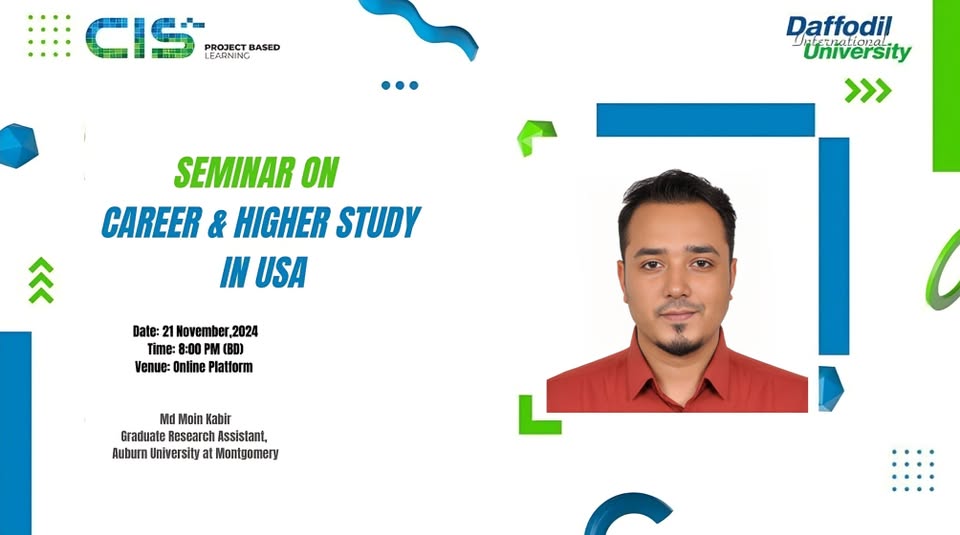 CIS PROJECT BASED
LEARNING
Daffodil
International
University
SEMINAR ON
CAREER & HIGHER STUDY
IN USA
Date: 21 November,2024
Time: 8:00 PM (BD)
Venue: Online Platform
Md Moin Kabir
Graduate Research Assistant,
Auburn University at Montgomery